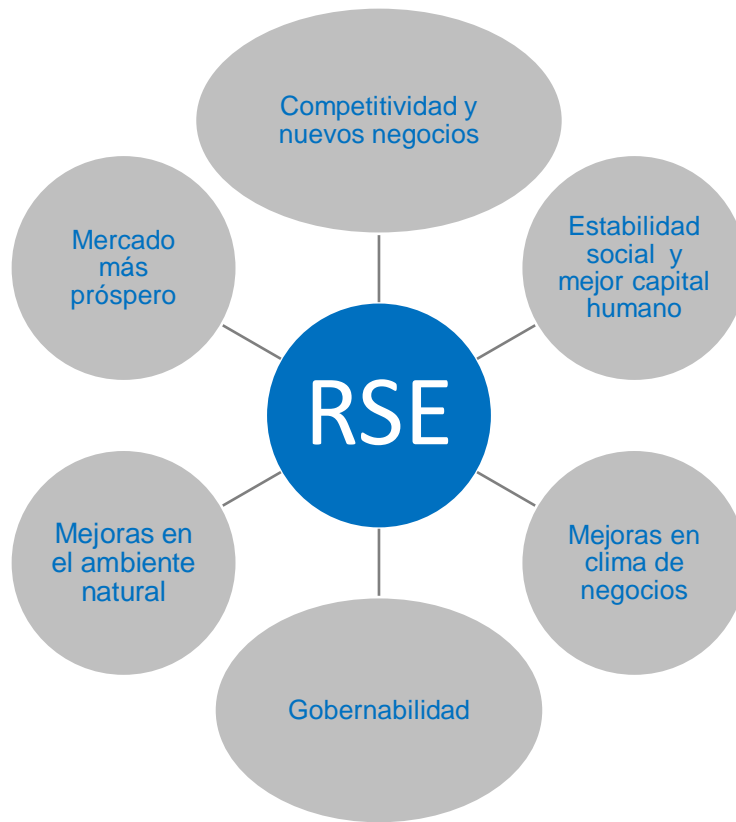 Competitividad y
nuevos negocios
Mercado
más
próspero
Estabilidad
social y
mejor capital
humano
RSE
Mejoras en
el ambiente
natural
Mejoras en
clima de
negocios
Gobernabilidad